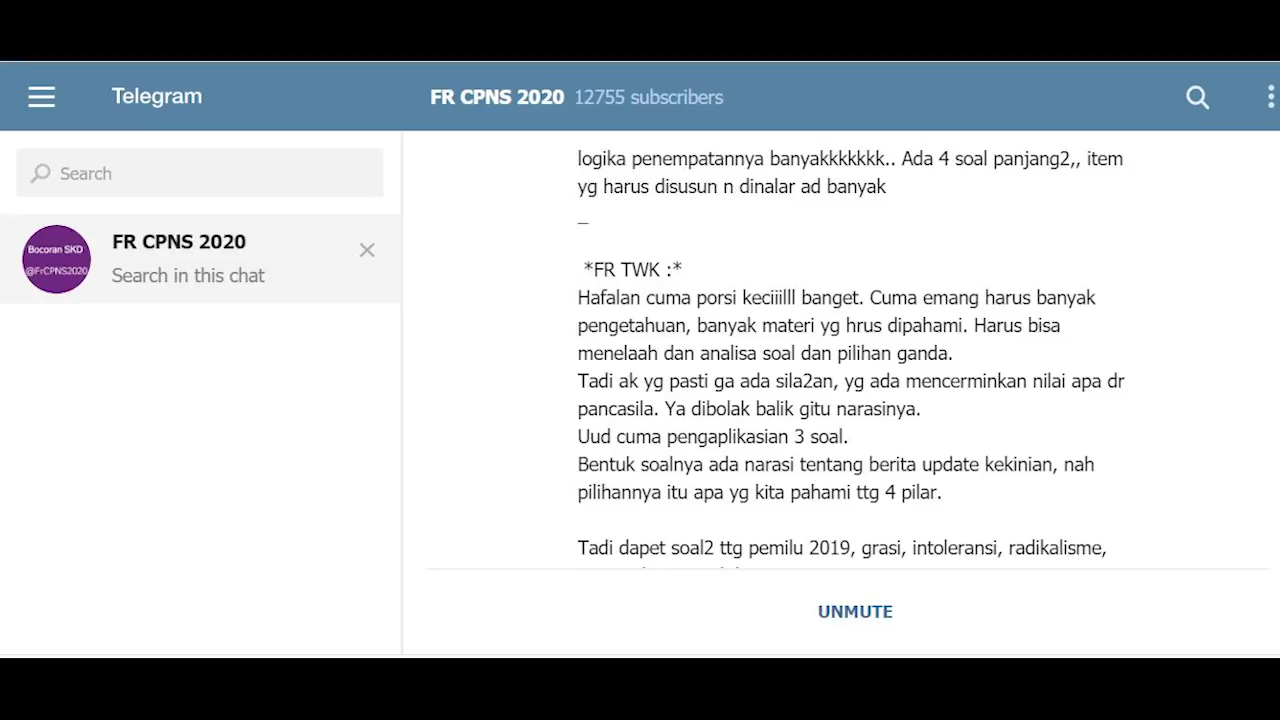 Telegram
FR CPNS 2020 12755 subscribers
Search
Bocoran SKD
@FrCPNS2020
FR CPNS 2020
Search in this chat
logika penempatannya banyakkkkkkk.. Ada 4 soal panjang2,, item
yg harus disusun n dinalar ad banyak
_
*FR TWK :*
Hafalan cuma porsi keciiilll banget. Cuma emang harus banyak
pengetahuan, banyak materi yg hrus dipahami. Harus bisa
menelaah dan analisa soal dan pilihan ganda.
Tadi ak yg pasti ga ada sila2an, yg ada mencerminkan nilai apa dr
pancasila. Ya dibolak balik gitu narasinya.
Uud cuma pengaplikasian 3 soal.
Bentuk soalnya ada narasi tentang berita update kekinian, nah
pilihannya itu apa yg kita pahami ttg 4 pilar.
Tadi dapet soal2 ttg pemilu 2019, grasi, intoleransi, radikalisme,
UNMUTE